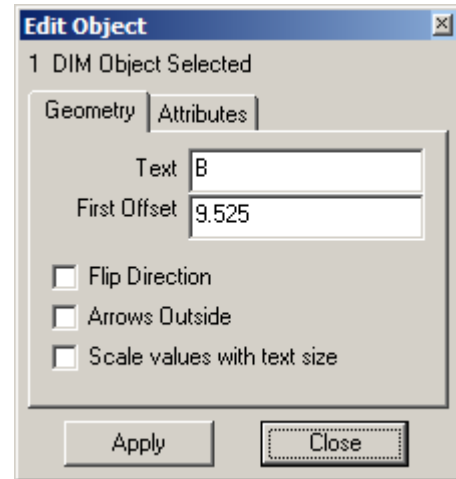 Edit Object
1 DIM Object Selected
Geometry Attributes
Text B
First Offset 9.525
Flip Direction
Arrows Outside
Scale values with text size
Apply Close